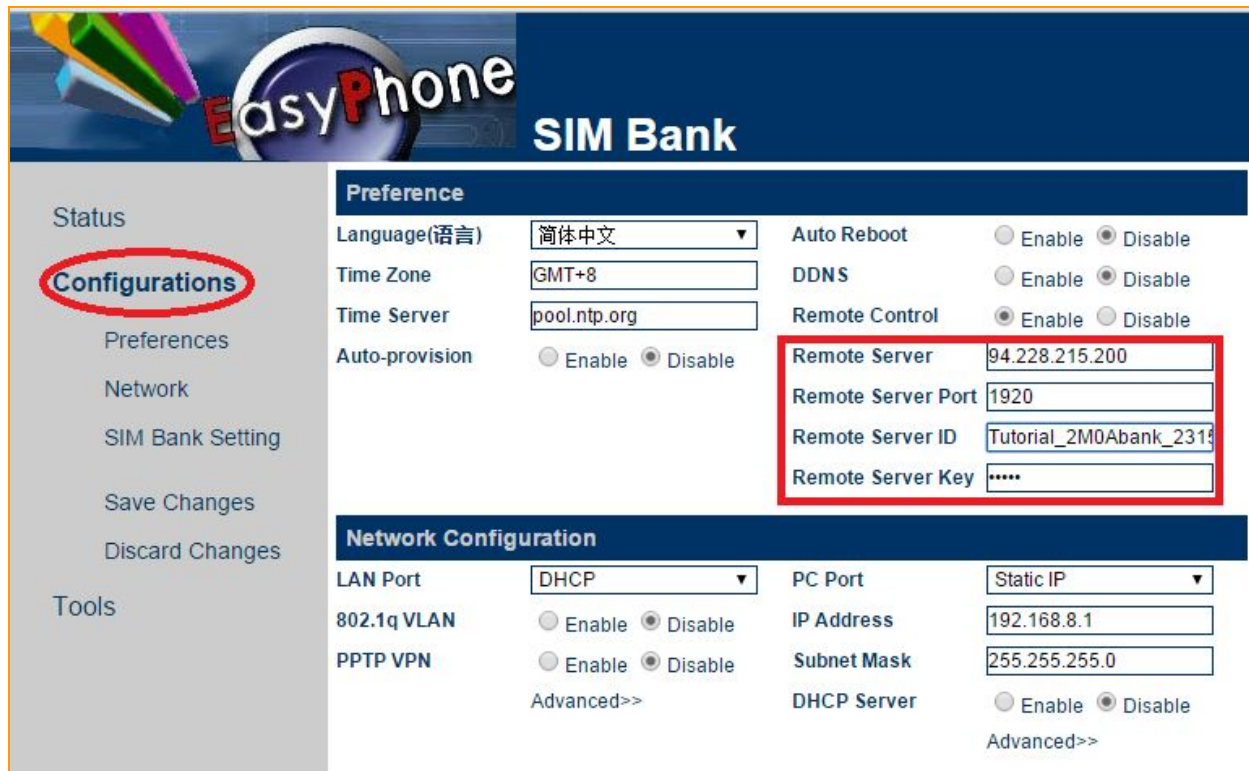 EasyPhone
SIM Bank
Status
Configurations
Preferences
Network
SIM Bank Setting
Save Changes
Discard Changes
Tools
Preference
Language(语言) 简体中文 Auto Reboot Enable Disable
Time Zone GMT+8 DDNS Enable Disable
Time Server pool.ntp.org Remote Control Enable Disable
Auto-provision Enable Disable Remote Server 94.228.215.200
Remote Server Port 1920
Remote Server ID Tutorial_2M0Abank_2315
Remote Server Key •••••
Network Configuration
LAN Port DHCP PC Port Static IP
802.1q VLAN Enable Disable IP Address 192.168.8.1
PPTP VPN Enable Disable Subnet Mask 255.255.255.0
Advanced>> DHCP Server Enable Disable
Advanced>>